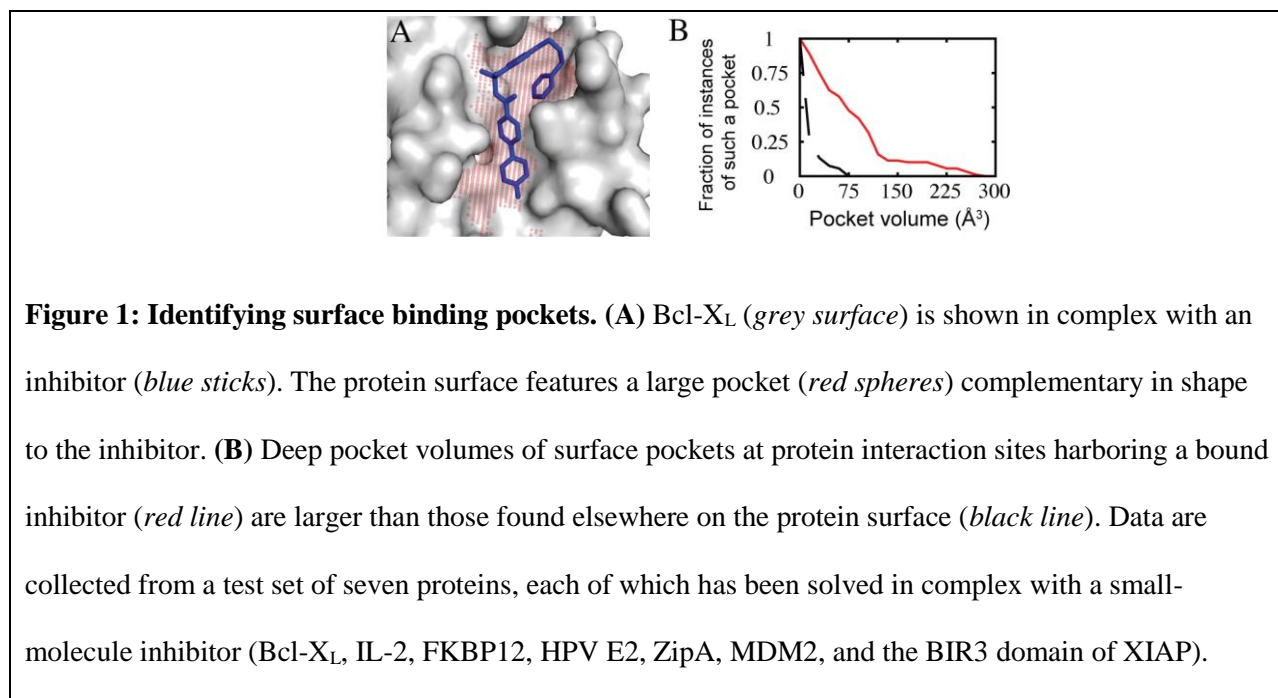 A
B
Fraction of instances
of such a pocket
1
0.75
0.5
0.25
0
0 75 150 225 300
Pocket volume (Å³)
Figure 1: Identifying surface binding pockets. (A) Bcl-XL (grey surface) is shown in complex with an
inhibitor (blue sticks). The protein surface features a large pocket (red spheres) complementary in shape
to the inhibitor. (B) Deep pocket volumes of surface pockets at protein interaction sites harboring a bound
inhibitor (red line) are larger than those found elsewhere on the protein surface (black line). Data are
collected from a test set of seven proteins, each of which has been solved in complex with a small-
molecule inhibitor (Bcl-XL, IL-2, FKBP12, HPV E2, ZipA, MDM2, and the BIR3 domain of XIAP).